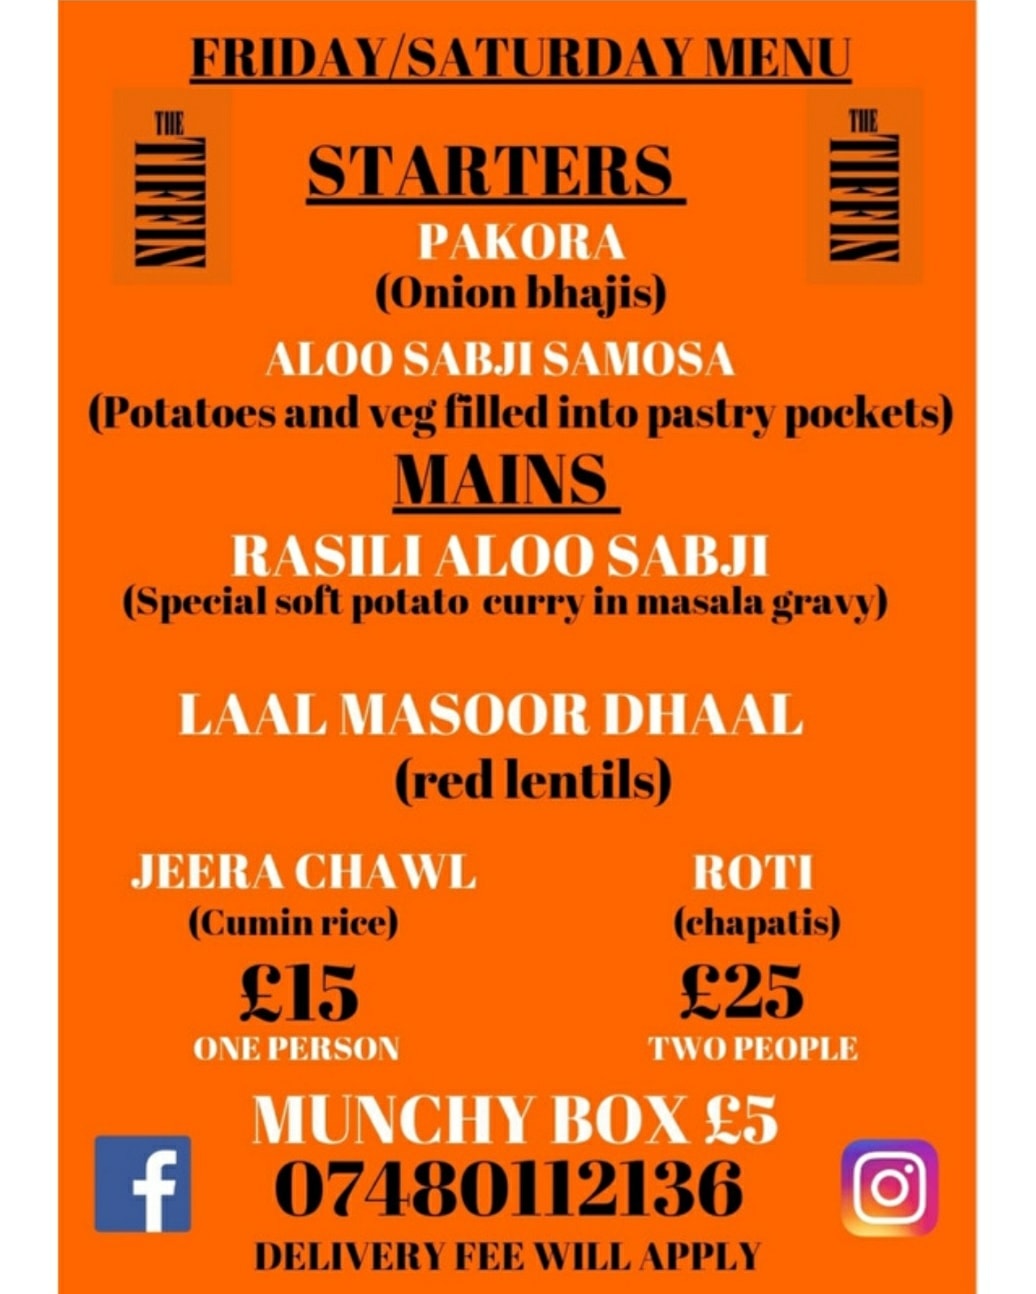 FRIDAY/SATURDAY MENU
THE
TIFFIN
THE
TIFFIN
STARTERS
PAKORA
(Onion bhajis)
ALOO SABJI SAMOSA
(Potatoes and veg filled into pastry pockets)
MAINS
RASILI ALOO SABJI
(Special soft potato curry in masala gravy)
LAAL MASOOR DHAAL
(red lentils)
JEERA CHAWL
(Cumin rice)
£15
ONE PERSON
ROTI
(chapatis)
£25
TWO PEOPLE
MUNCHY BOX £5
07480112136
DELIVERY FEE WILL APPLY